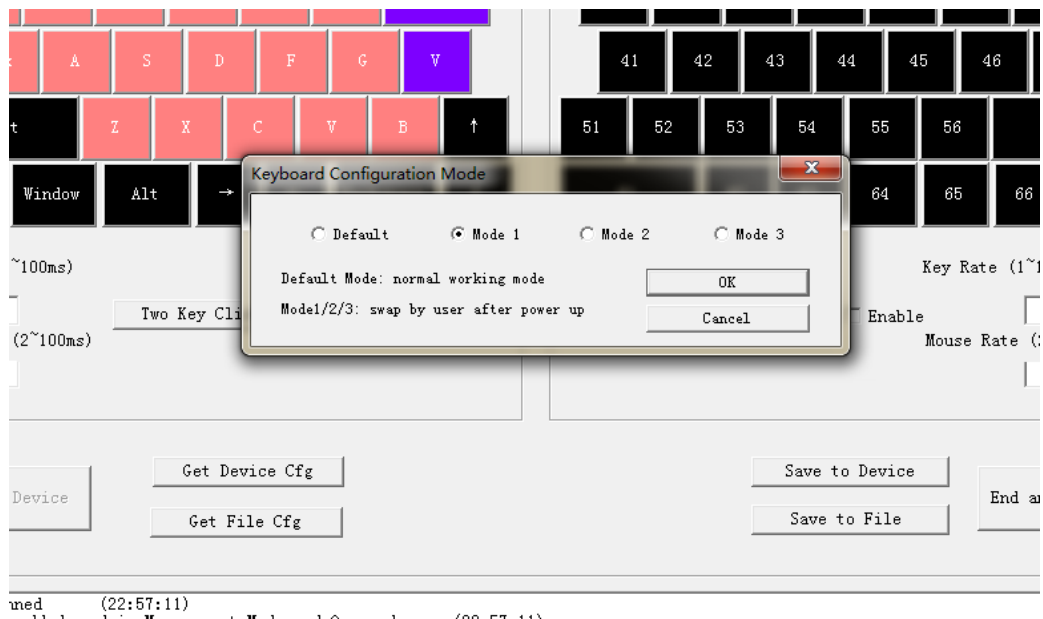 A S D F G V 41 42 43 44 45 46
Z X C V B ↑ 51 52 53 54 55 56
Window Alt → 64 65 66
Keyboard Configuration Mode
Default Mode 1 Mode 2 Mode 3
Default Mode: normal working mode
OK
Mode1/2/3: swap by user after power up
Cancel
~100ms)
Key Rate (1~1
Two Key Cli
Enable
(2~100ms)
Mouse Rate (2
Get Device Cfg
Save to Device
Device
End an
Get File Cfg
Save to File
(22:57:11)